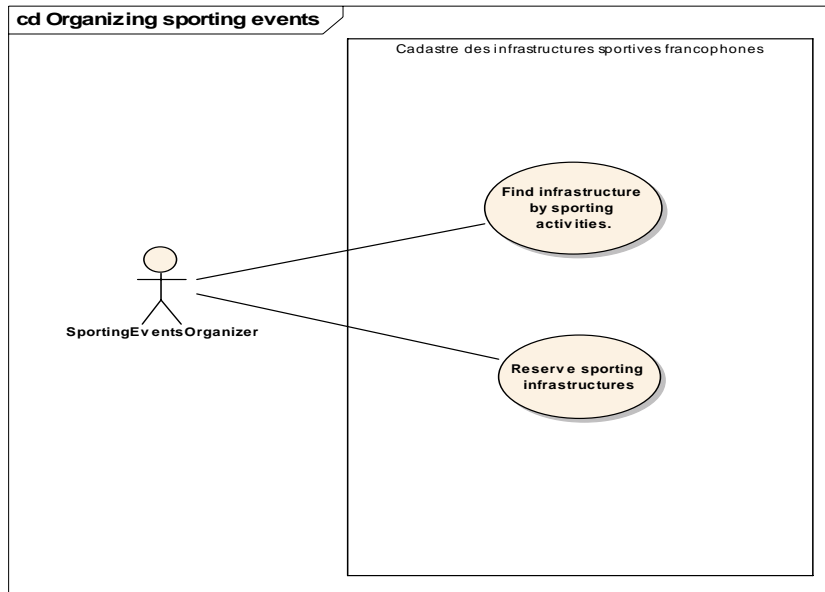 cd Organizing sporting events
Cadastre des infrastructures sportives francophones
Find infrastructure
by sporting
activities.
SportingEventsOrganizer
Reserve sporting
infrastructures